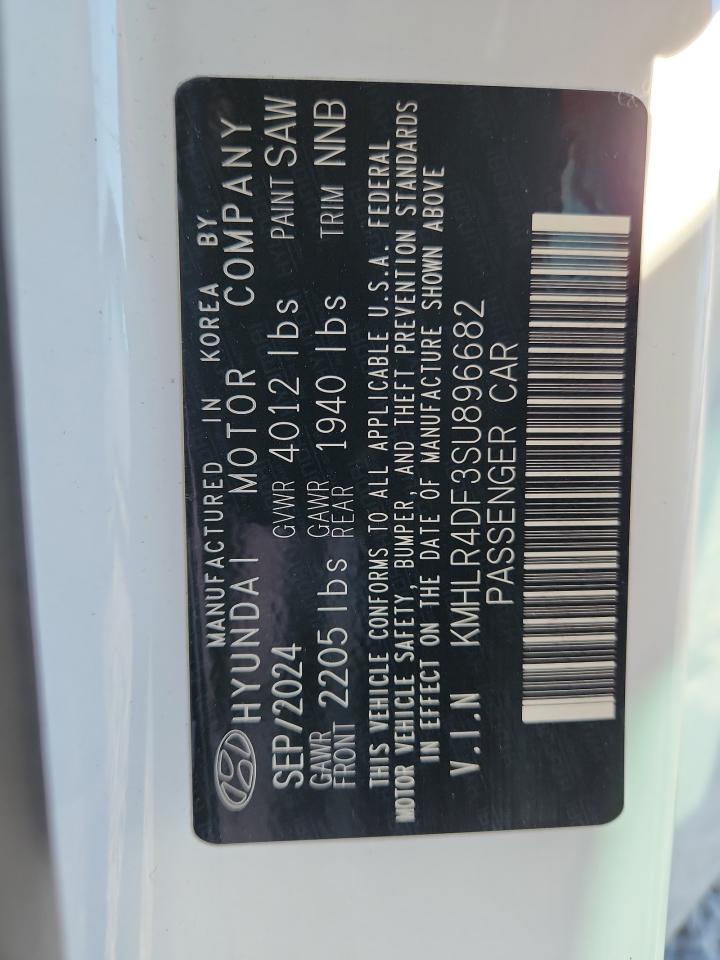 MANUFACTURED IN KOREA BY
HYUNDAI MOTOR COMPANY
SEP/2024 GVWR 4012 lbs PAINT SAW
GAWR FRONT 2205 lbs GAWR REAR 1940 lbs TRIM NNB
THIS VEHICLE CONFORMS TO ALL APPLICABLE U.S.A. FEDERAL
MOTOR VEHICLE SAFETY, BUMPER, AND THEFT PREVENTION STANDARDS
IN EFFECT ON THE DATE OF MANUFACTURE SHOWN ABOVE
V.I.N KMHLR4DF3SU896682
PASSENGER CAR